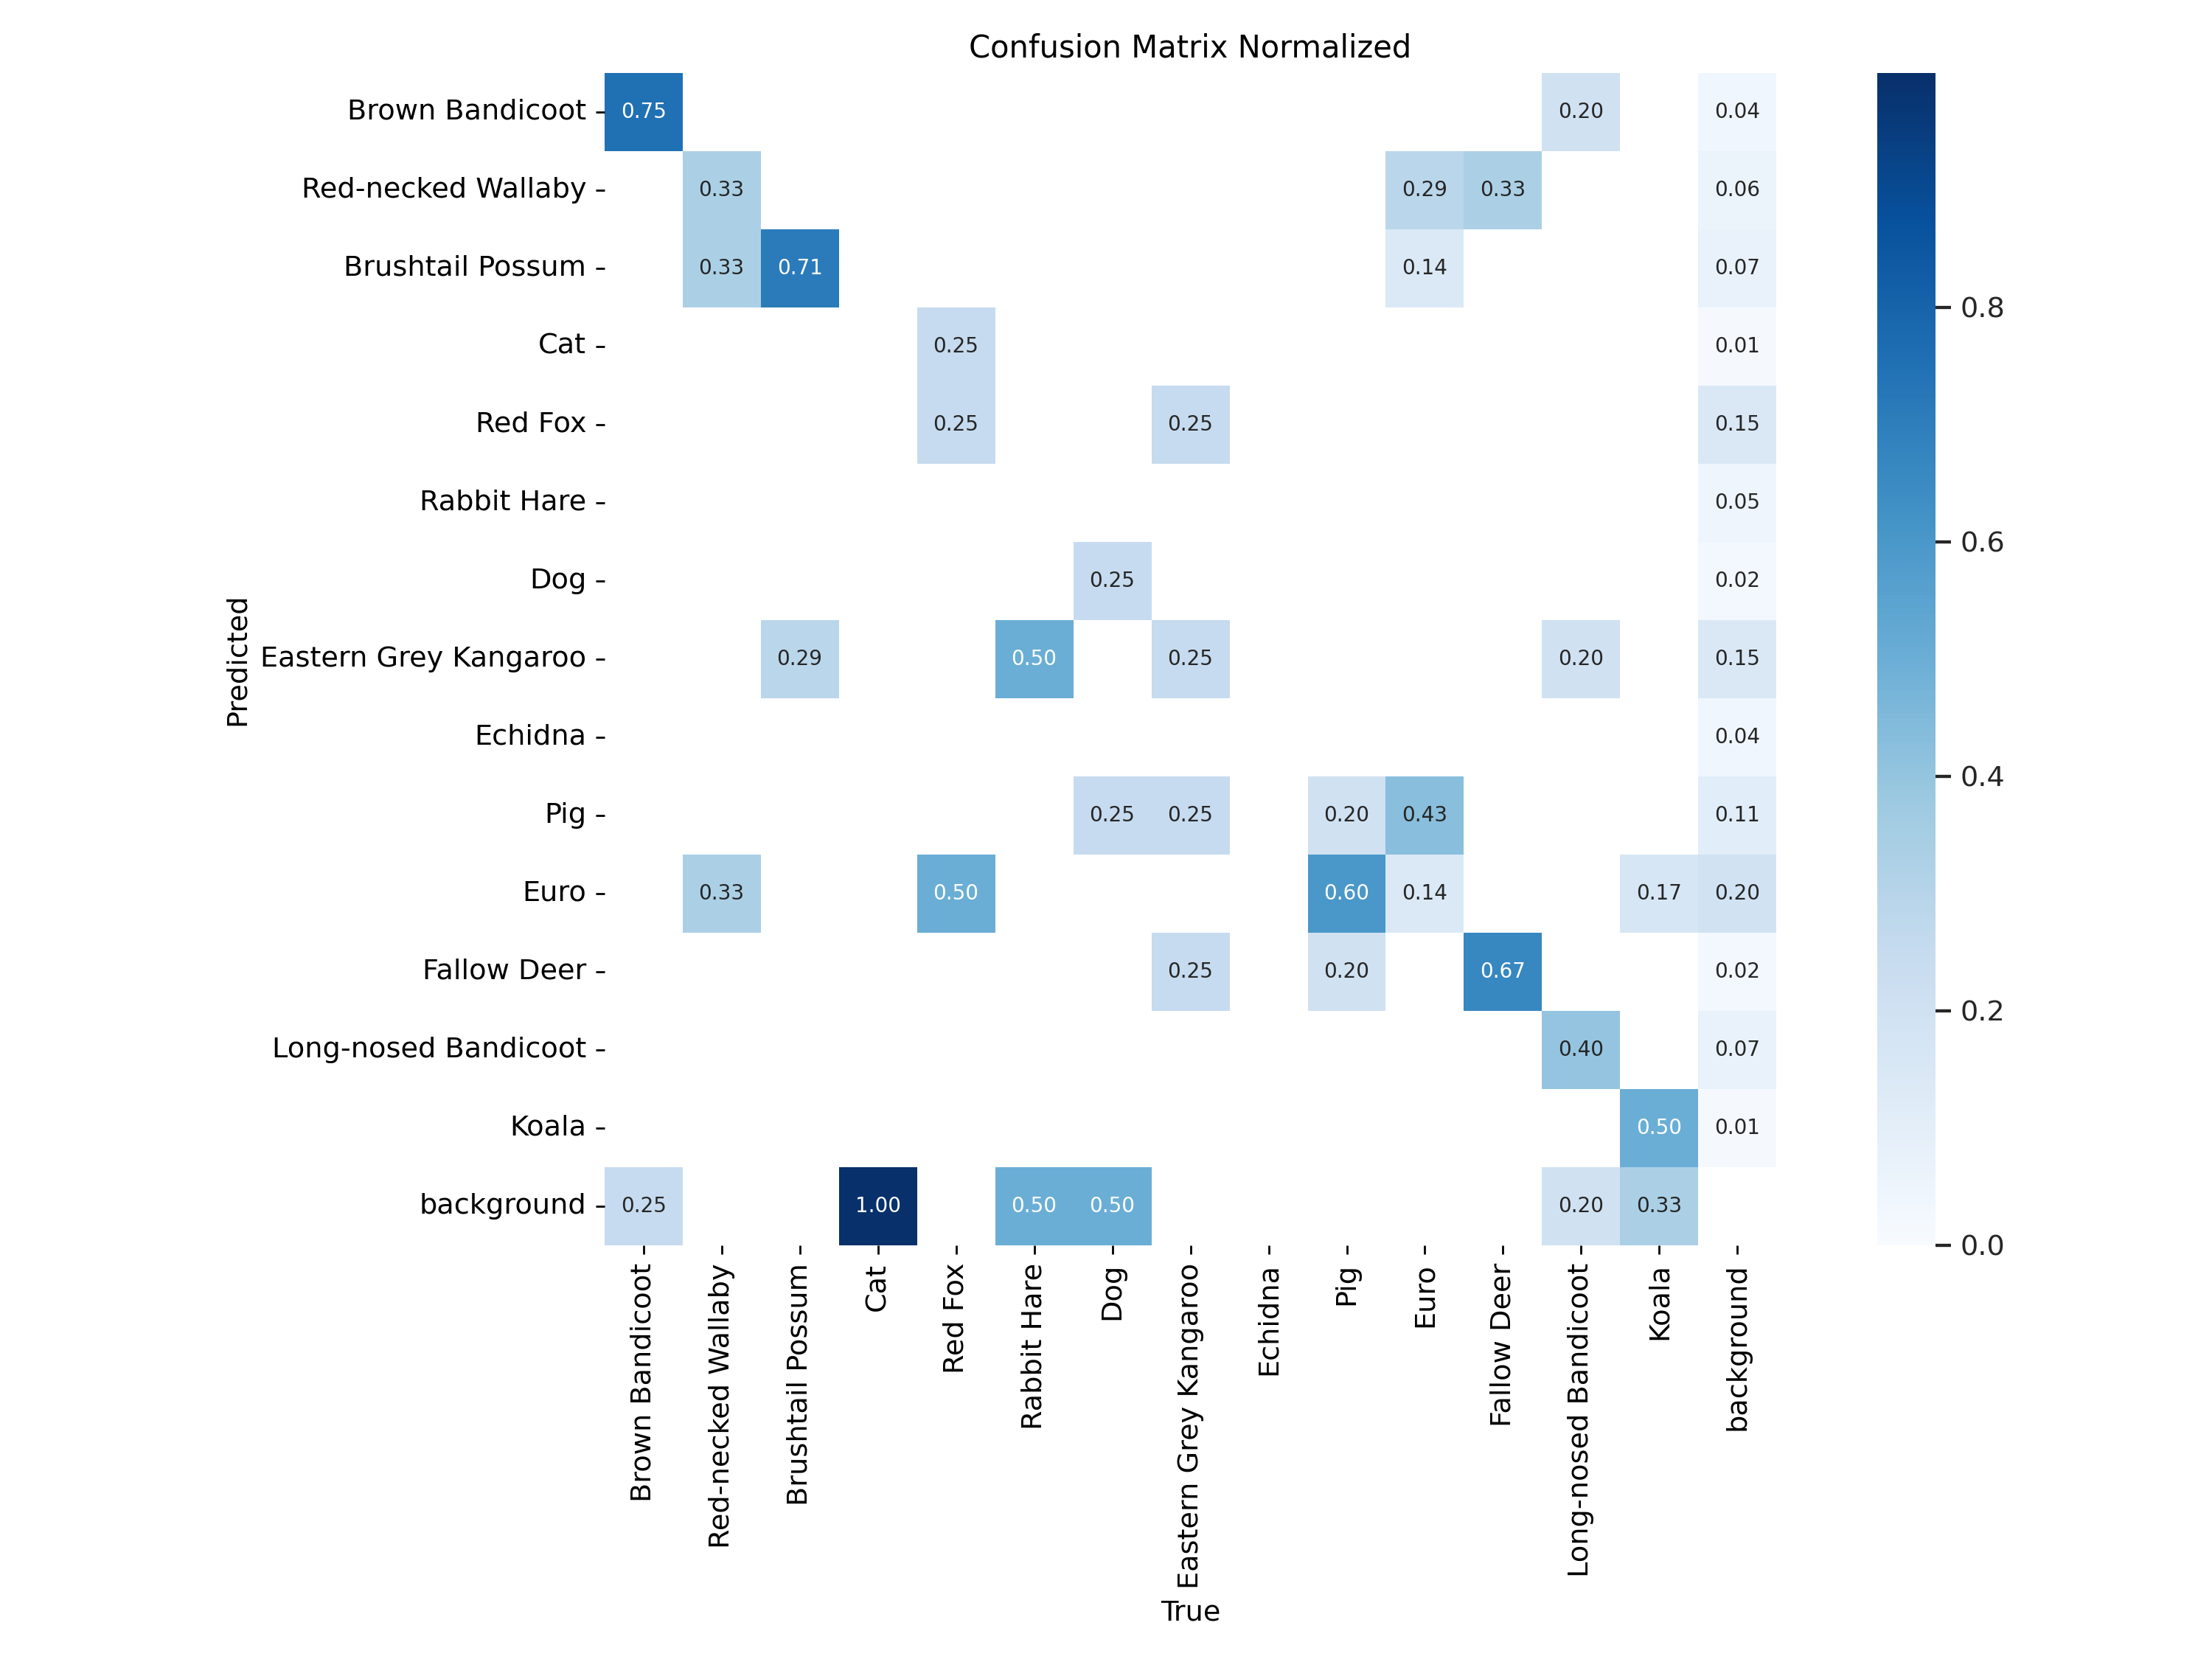 Confusion Matrix Normalized
Brown Bandicoot 0.75 0.20 0.04
Red-necked Wallaby 0.33 0.29 0.33 0.06
Brushtail Possum 0.33 0.71 0.14 0.07
0.8
Cat 0.25 0.01
Red Fox 0.25 0.25 0.15
Rabbit Hare 0.05
0.6
Dog 0.25 0.02
Predicted
Eastern Grey Kangaroo 0.29 0.50 0.25 0.20 0.15
Echidna 0.04
0.4
Pig 0.25 0.25 0.20 0.43 0.11
Euro 0.33 0.50 0.60 0.14 0.17 0.20
Fallow Deer 0.25 0.20 0.67 0.02
0.2
Long-nosed Bandicoot 0.40 0.07
Koala 0.50 0.01
background 0.25 1.00 0.50 0.50 0.20 0.33
0.0
Brown Bandicoot
Red-necked Wallaby
Brushtail Possum
Cat
Red Fox
Rabbit Hare
Dog
Eastern Grey Kangaroo
Echidna
Pig
Euro
Fallow Deer
Long-nosed Bandicoot
Koala
background
True